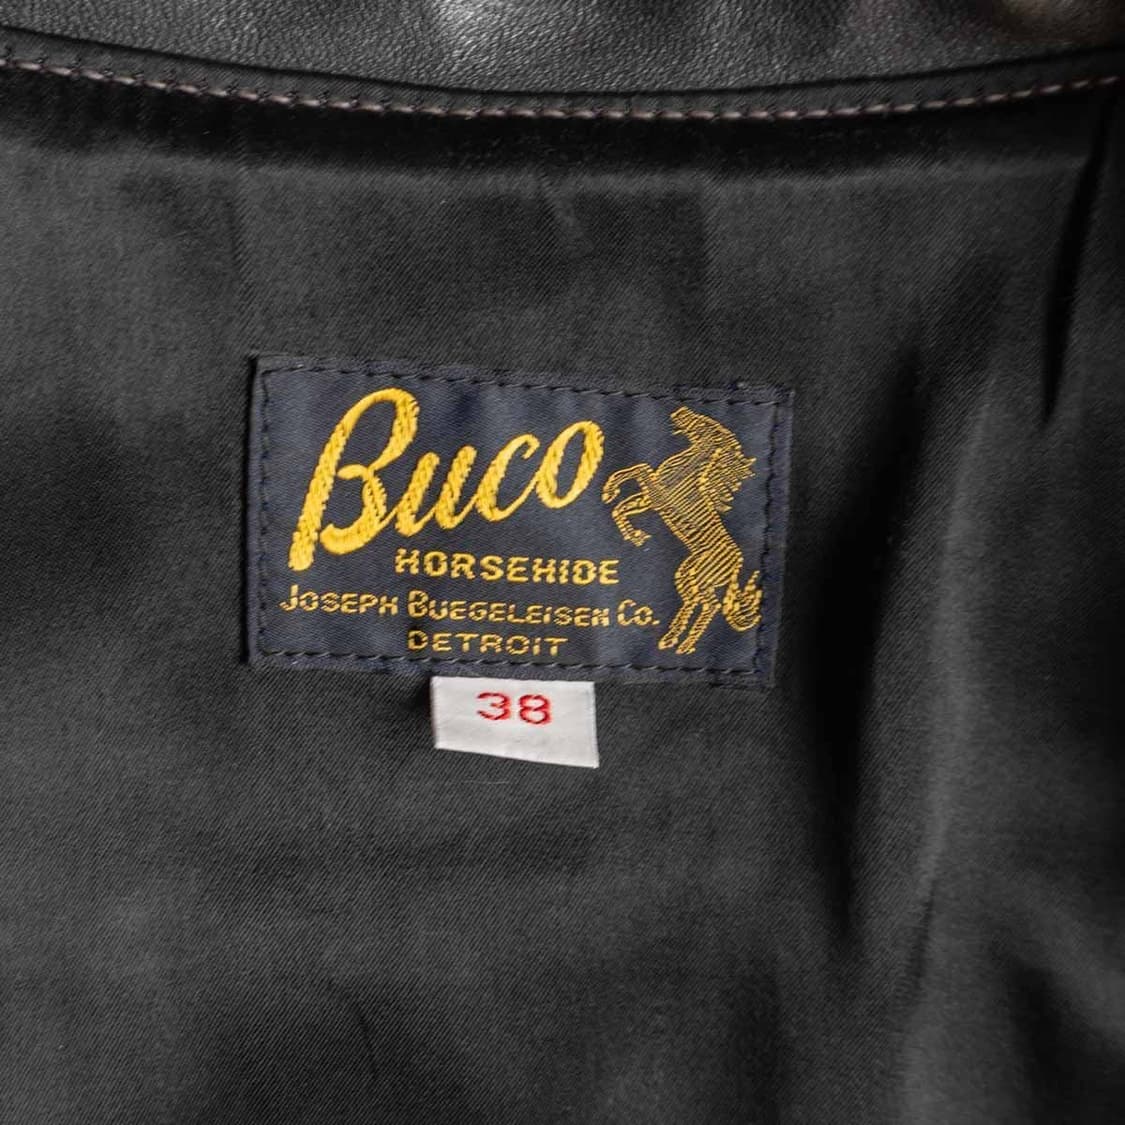 Buco
HORSEHIDE
JOSEPH BUEGELEISEN CO.
DETROIT
38